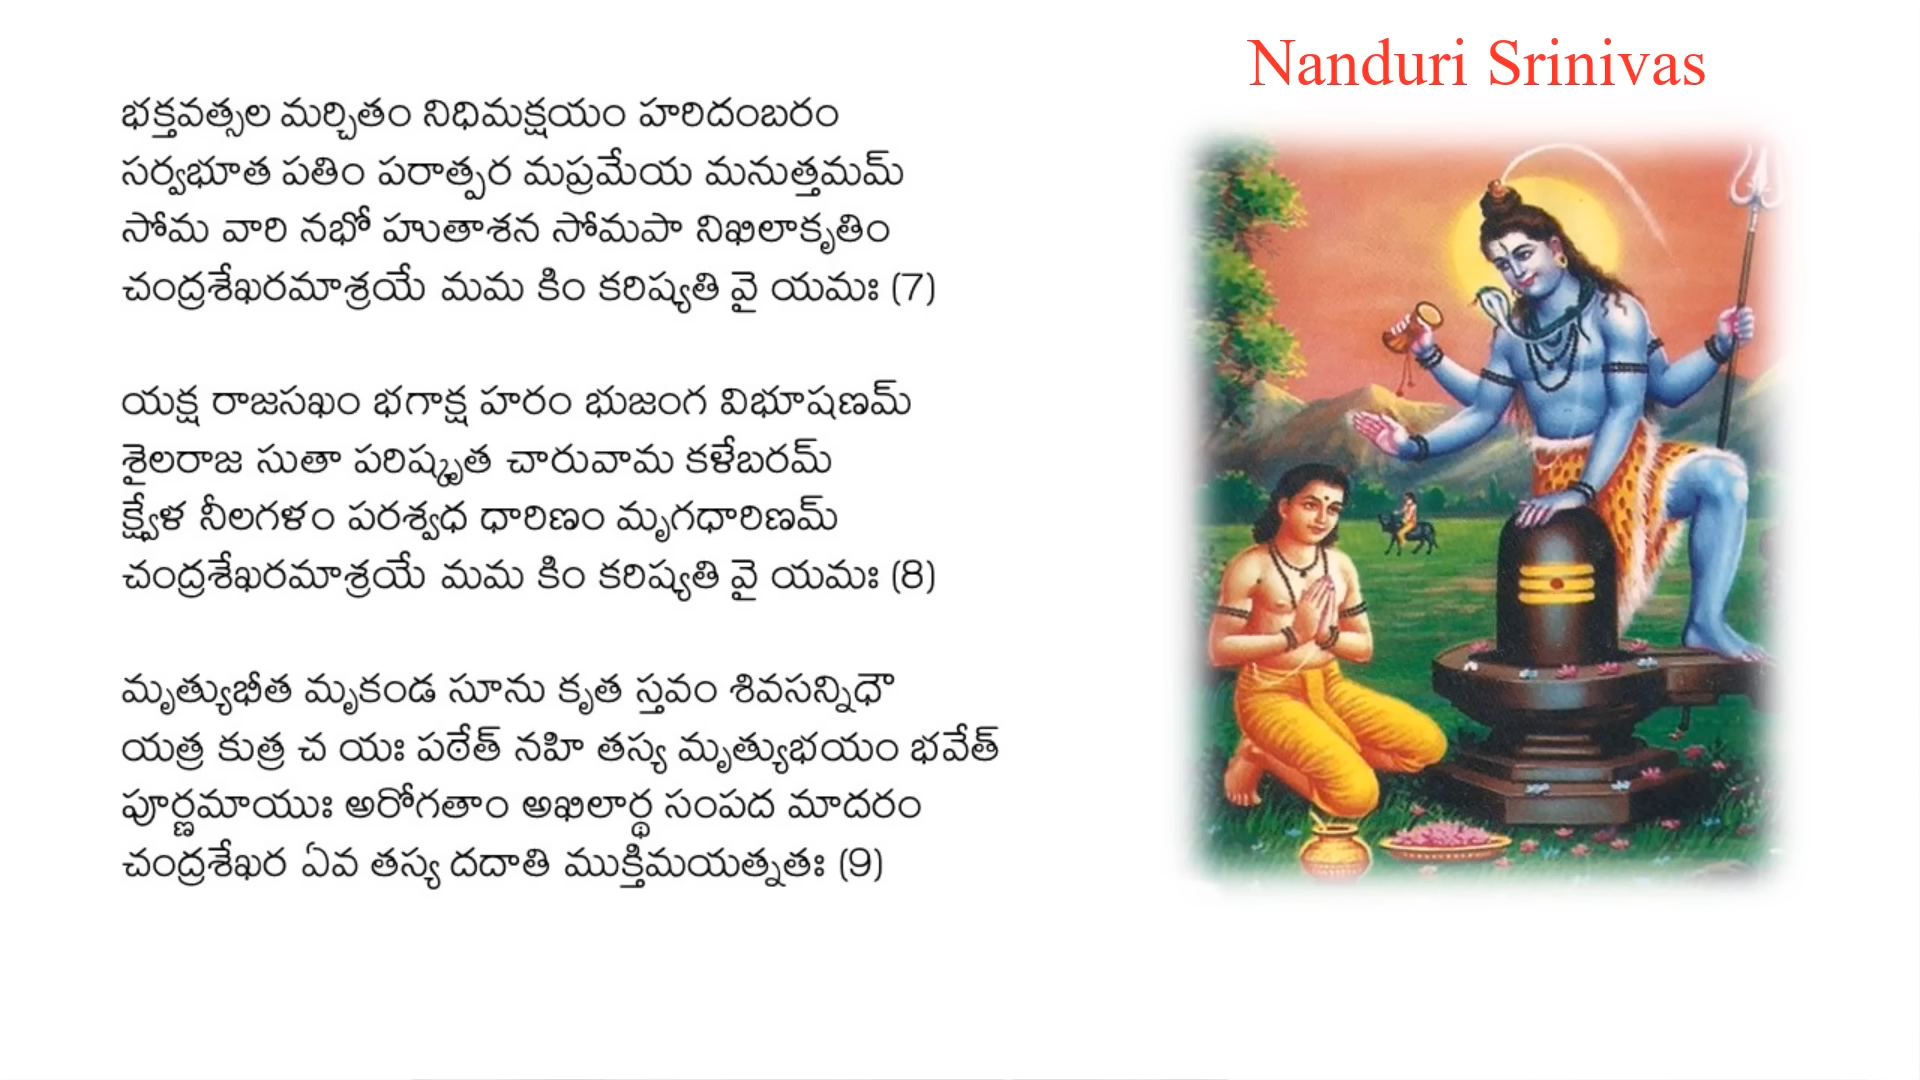 Nanduri Srinivas
భక్తవత్సల మర్చితం నిధిమక్షయం హరిదంబరం
సర్వభూత పతిం పరాత్పర మప్రమేయ మనుత్తమమ్
సోమ వారి నభో హుతాశన సోమపా నిఖిలాకృతిం
చంద్రశేఖరమాశ్రయే మమ కిం కరిష్యతి వై యమః (7)
యక్ష రాజసఖం భగాక్ష హరం భుజంగ విభూషణమ్
శైలరాజ సుతా పరిష్కృత చారువామ కళేబరమ్
క్ష్వేళ నీలగళం పరశ్వధ ధారిణం మృగధారిణమ్
చంద్రశేఖరమాశ్రయే మమ కిం కరిష్యతి వై యమః (8)
మృత్యుభీత మృకండ సూను కృత స్తవం శివసన్నిధౌ
యత్ర కుత్ర చ యః పఠేత్ నహి తస్య మృత్యుభయం భవేత్
పూర్ణమాయుః అరోగతాం అఖిలార్థ సంపద మాదరం
చంద్రశేఖర ఏవ తస్య దదాతి ముక్తిమయత్నతః (9)